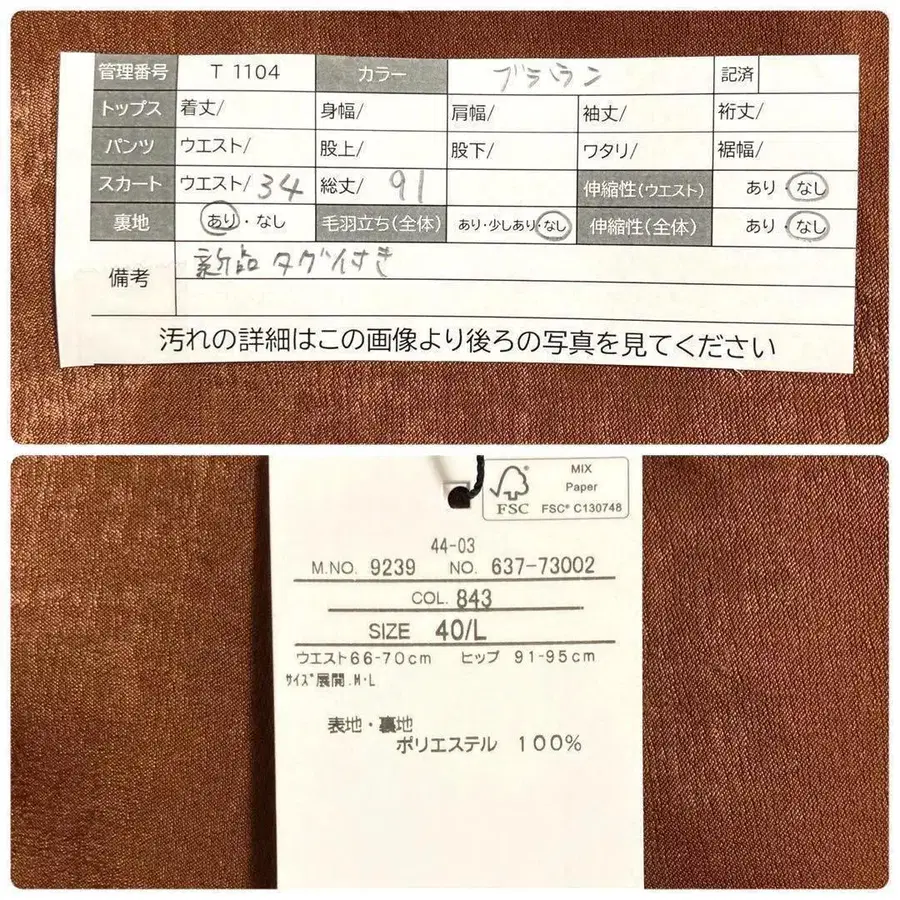 管理番号 T 1104 カラー ブラウン 記済
トップス 着丈/ 身幅/ 肩幅/ 袖丈/ 裄丈/
パンツ ウエスト/ 股上/ 股下/ ワタリ/ 裾幅/
スカート ウエスト/ 34 総丈/ 91 伸縮性(ウエスト) あり・なし
裏地 あり・なし 毛羽立ち(全体) あり・少しあり・なし 伸縮性(全体) あり・なし
備考 新品タグ付き
汚れの詳細はこの画像より後ろの写真を見てください
MIX
Paper
FSC FSC® C130748
44-03
M.NO. 9239 NO. 637-73002
COL. 843
SIZE 40/L
ウエスト66-70cm ヒップ 91-95cm
ｻｲｽﾞ展開.M・L
表地・裏地
ポリエステル 100%